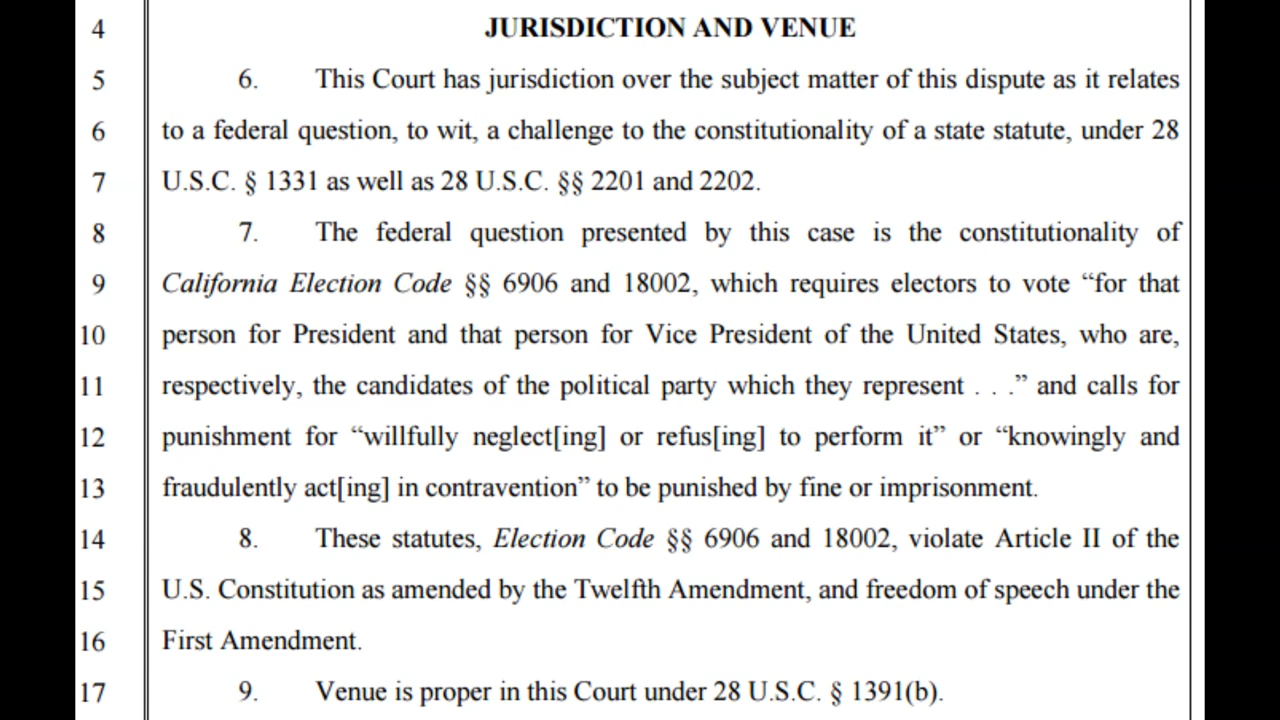 4 JURISDICTION AND VENUE
5 6. This Court has jurisdiction over the subject matter of this dispute as it relates
6 to a federal question, to wit, a challenge to the constitutionality of a state statute, under 28
7 U.S.C. § 1331 as well as 28 U.S.C. §§ 2201 and 2202.
8 7. The federal question presented by this case is the constitutionality of
9 California Election Code §§ 6906 and 18002, which requires electors to vote “for that
10 person for President and that person for Vice President of the United States, who are,
11 respectively, the candidates of the political party which they represent . . .” and calls for
12 punishment for “willfully neglect[ing] or refus[ing] to perform it” or “knowingly and
13 fraudulently act[ing] in contravention” to be punished by fine or imprisonment.
14 8. These statutes, Election Code §§ 6906 and 18002, violate Article II of the
15 U.S. Constitution as amended by the Twelfth Amendment, and freedom of speech under the
16 First Amendment.
17 9. Venue is proper in this Court under 28 U.S.C. § 1391(b).